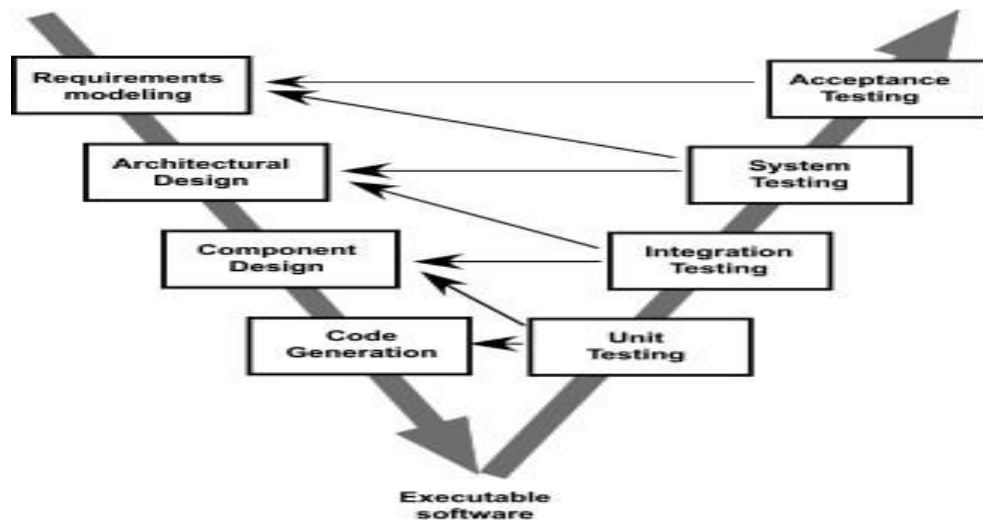 Requirements
modeling
Acceptance
Testing
Architectural
Design
System
Testing
Component
Design
Integration
Testing
Code
Generation
Unit
Testing
Executable
software